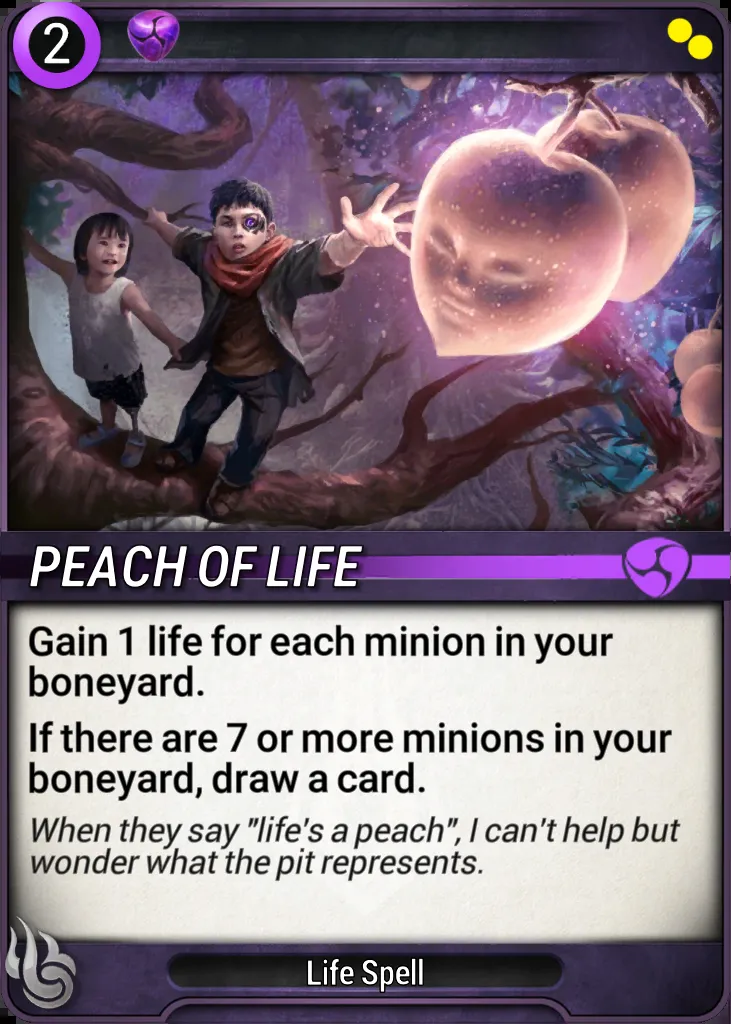 2
PEACH OF LIFE
Gain 1 life for each minion in your
boneyard.
If there are 7 or more minions in your
boneyard, draw a card.
When they say "life's a peach", I can't help but
wonder what the pit represents.
Life Spell